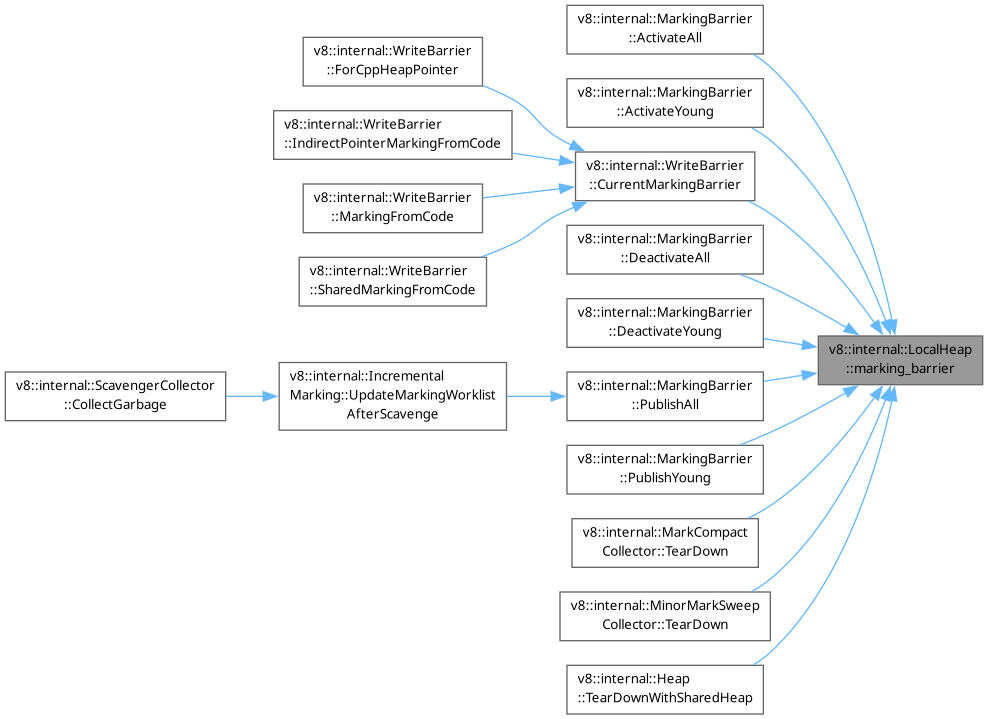 v8::internal::MarkingBarrier
::ActivateAll
v8::internal::WriteBarrier
::ForCppHeapPointer
v8::internal::MarkingBarrier
::ActivateYoung
v8::internal::WriteBarrier
::IndirectPointerMarkingFromCode
v8::internal::WriteBarrier
::CurrentMarkingBarrier
v8::internal::WriteBarrier
::MarkingFromCode
v8::internal::MarkingBarrier
::DeactivateAll
v8::internal::WriteBarrier
::SharedMarkingFromCode
v8::internal::MarkingBarrier
::DeactivateYoung
v8::internal::LocalHeap
::marking_barrier
v8::internal::ScavengerCollector
::CollectGarbage
v8::internal::Incremental
Marking::UpdateMarkingWorklist
AfterScavenge
v8::internal::MarkingBarrier
::PublishAll
v8::internal::MarkingBarrier
::PublishYoung
v8::internal::MarkCompact
Collector::TearDown
v8::internal::MinorMarkSweep
Collector::TearDown
v8::internal::Heap
::TearDownWithSharedHeap